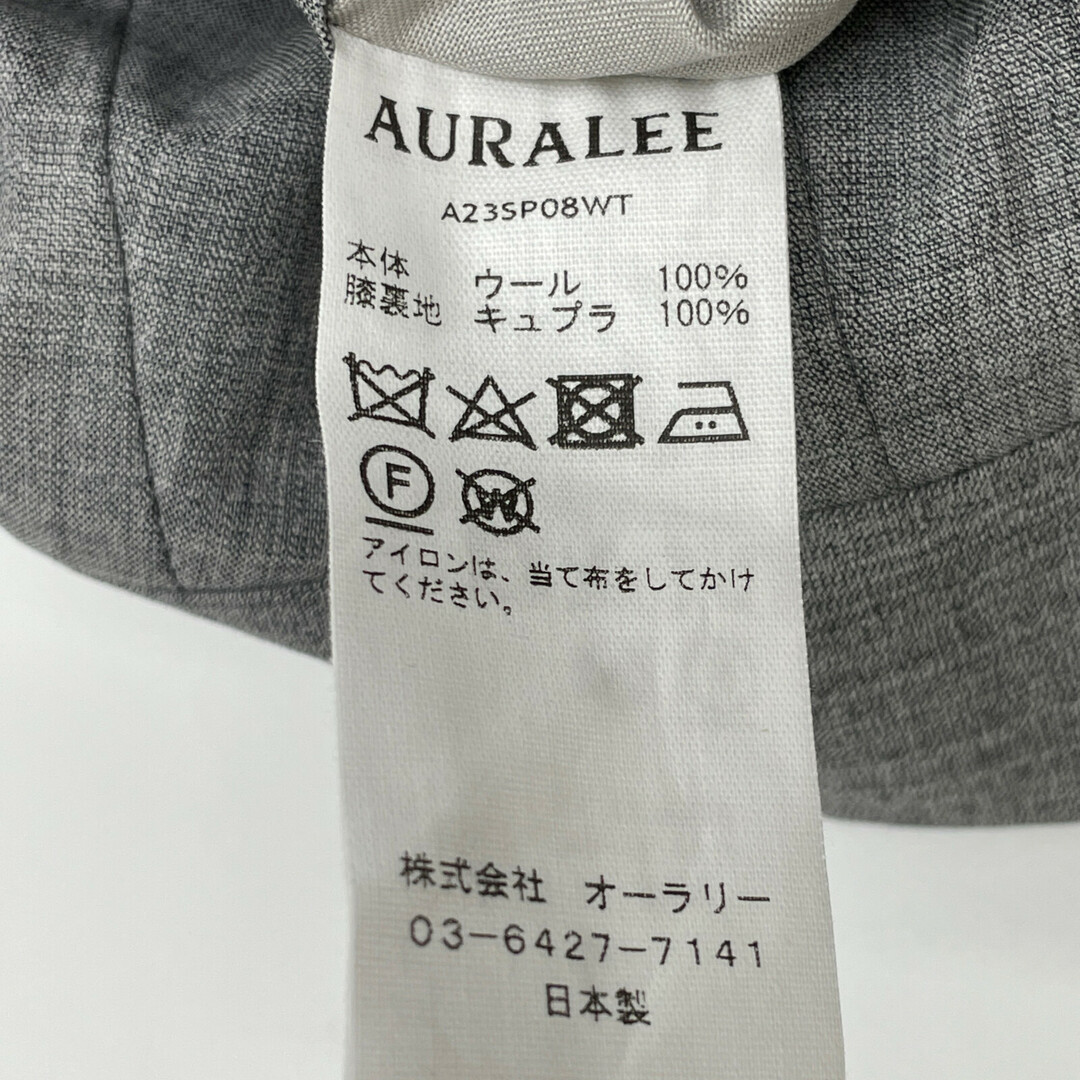 AURALEE
A23SP08WT
本体 ウール 100%
膝裏地 キュプラ 100%
F W
アイロンは、当て布をしてかけ
てください。
株式会社 オーラリー
03-6427-7141
日本製